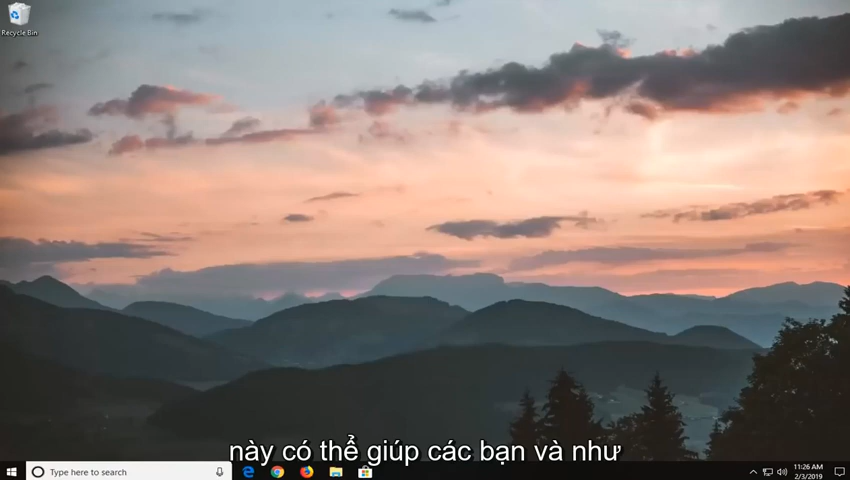 Recycle Bin
này có thể giúp các bạn và như
Type here to search
11:26 AM
2/3/2019